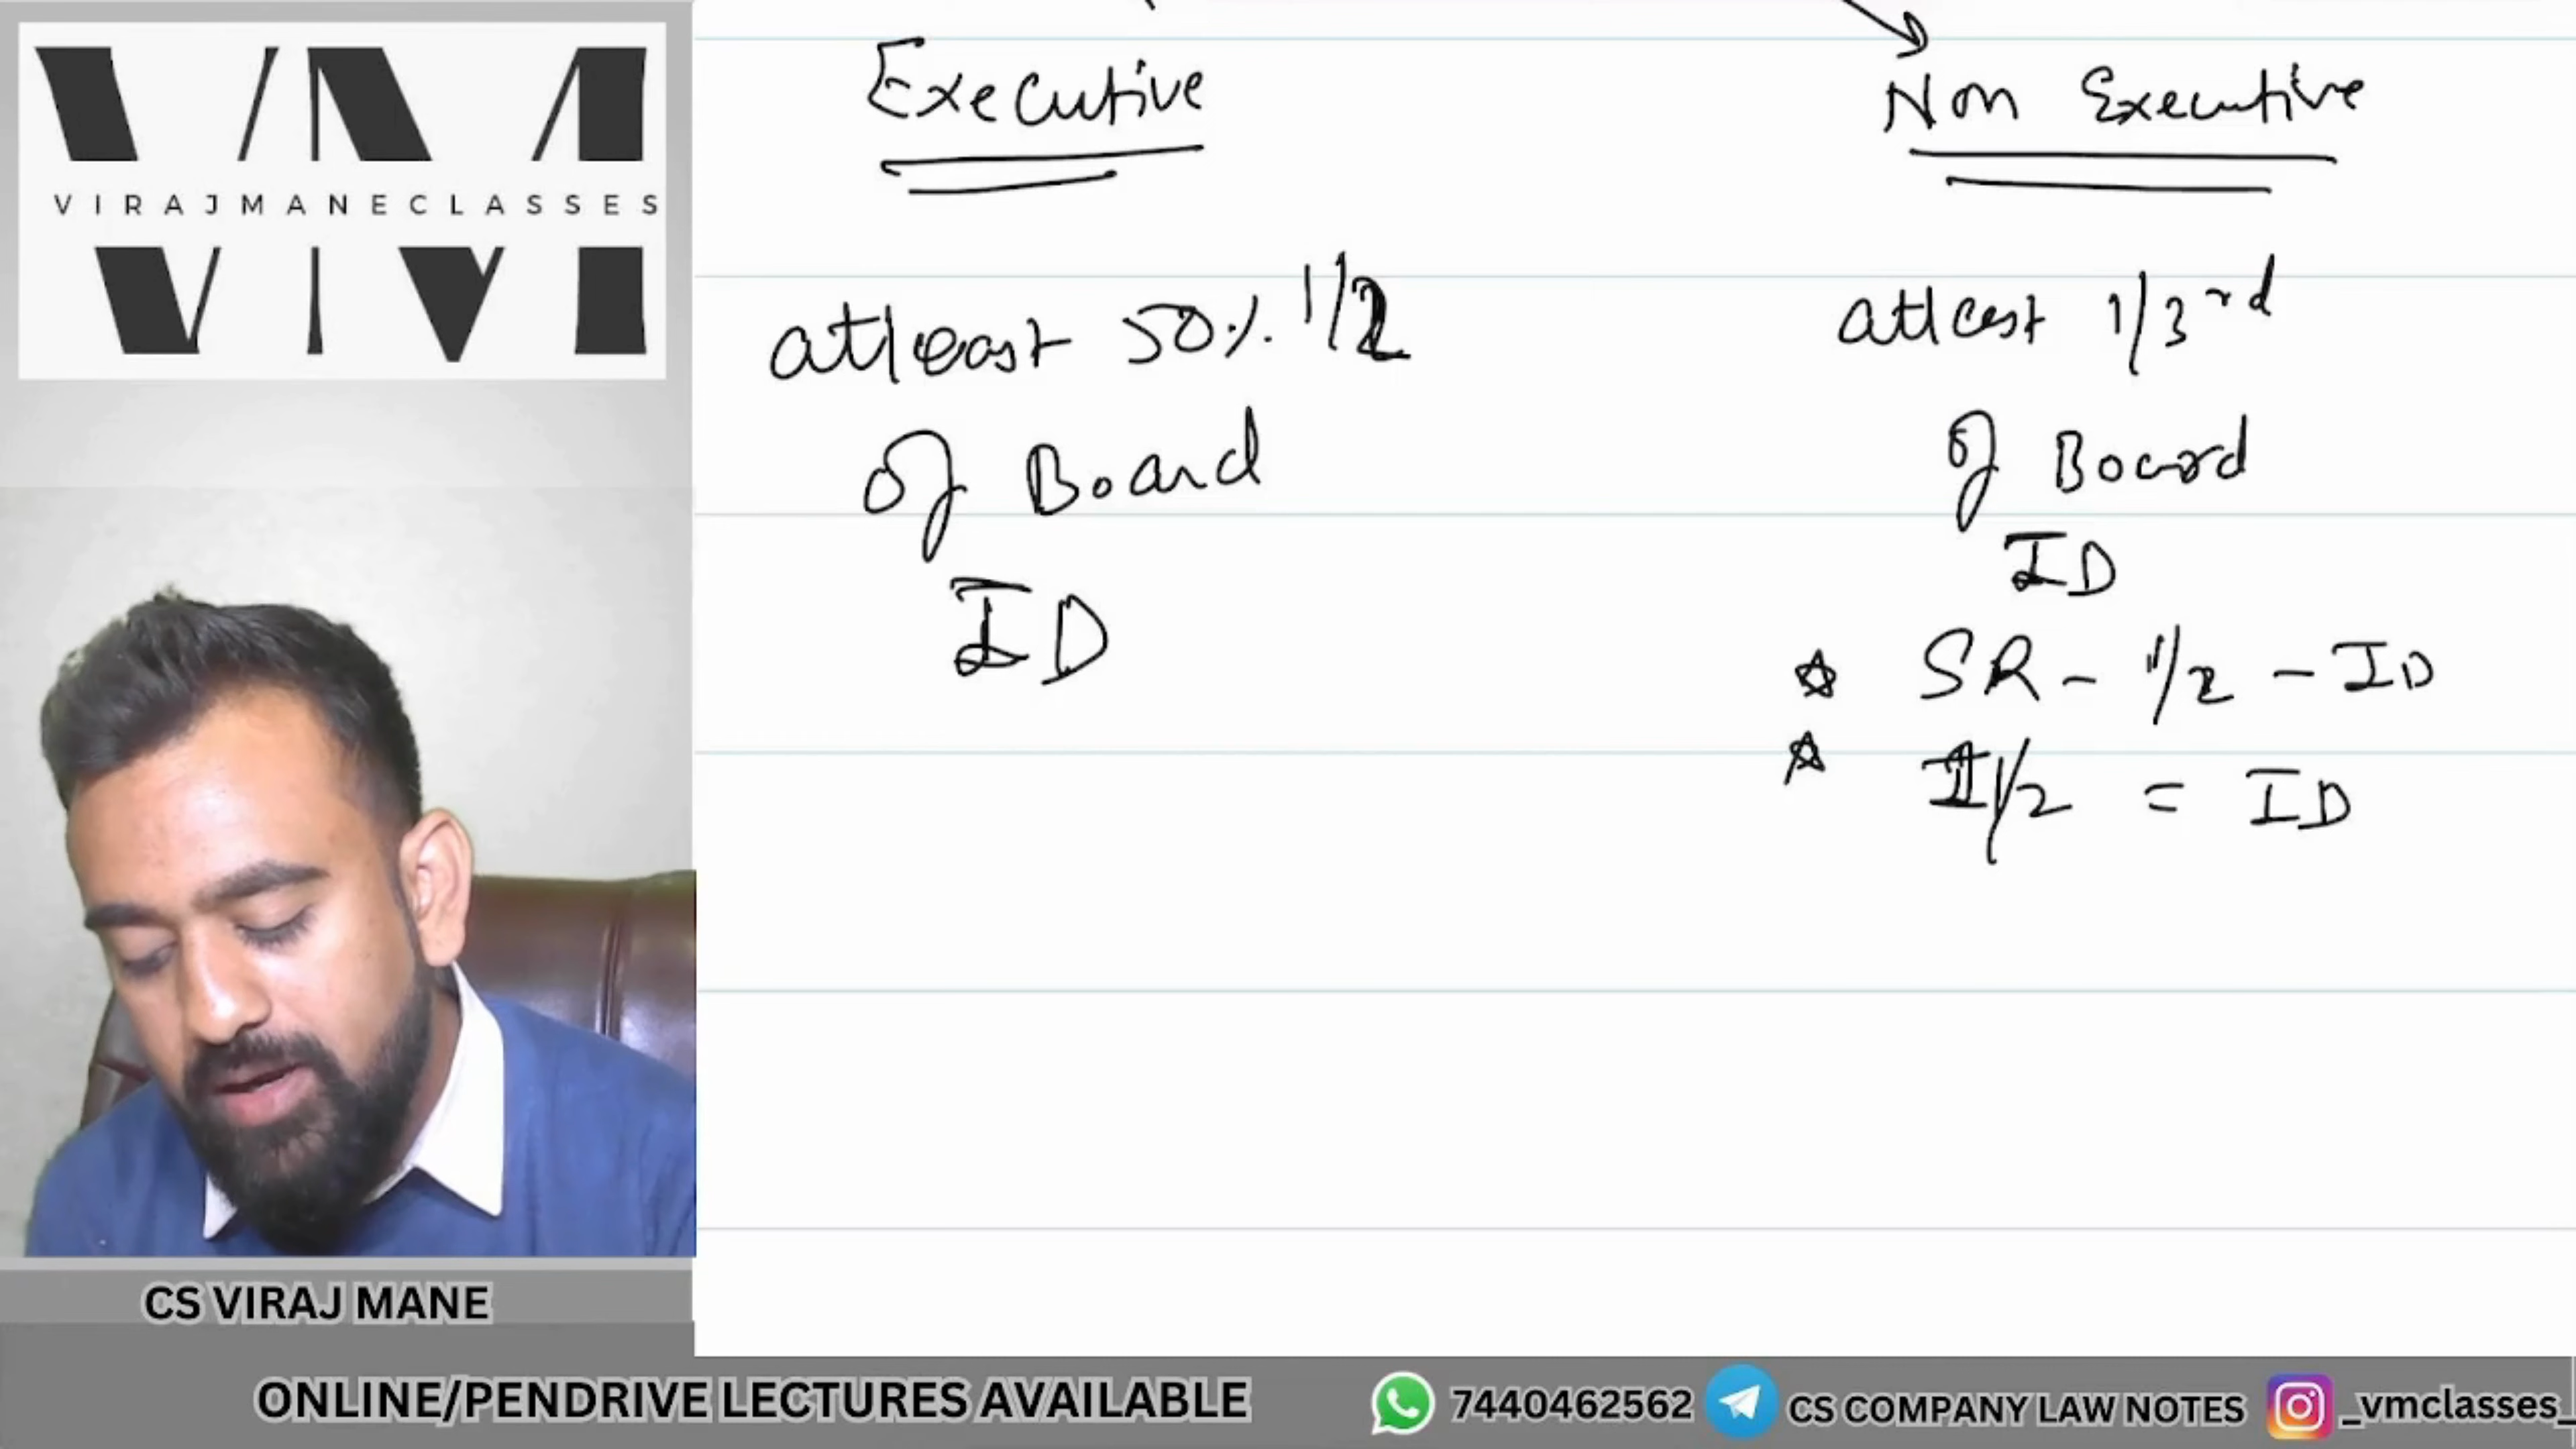 VIRAJMANECLASSES
Executive
atleast 50% 1/2
of Board
ID
Non Executive
atleast 1/3rd
of Board
ID
☆ SR - 1/2 - ID
☆ 1/2 = ID
CS VIRAJ MANE
ONLINE/PENDRIVE LECTURES AVAILABLE
7440462562
CS COMPANY LAW NOTES
_vmclasses_